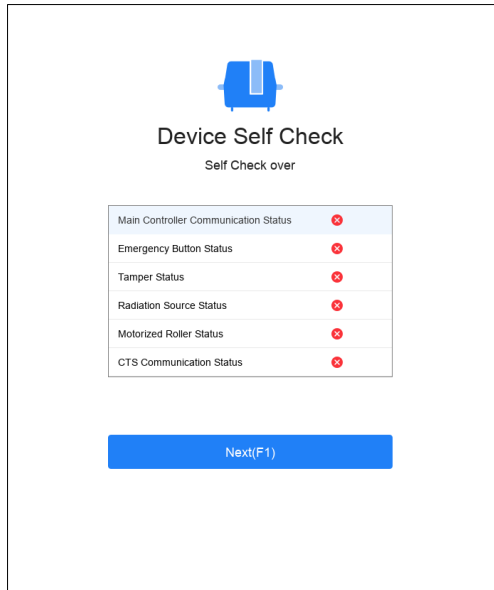 Device Self Check
Self Check over
Main Controller Communication Status
Emergency Button Status
Tamper Status
Radiation Source Status
Motorized Roller Status
CTS Communication Status
Next(F1)